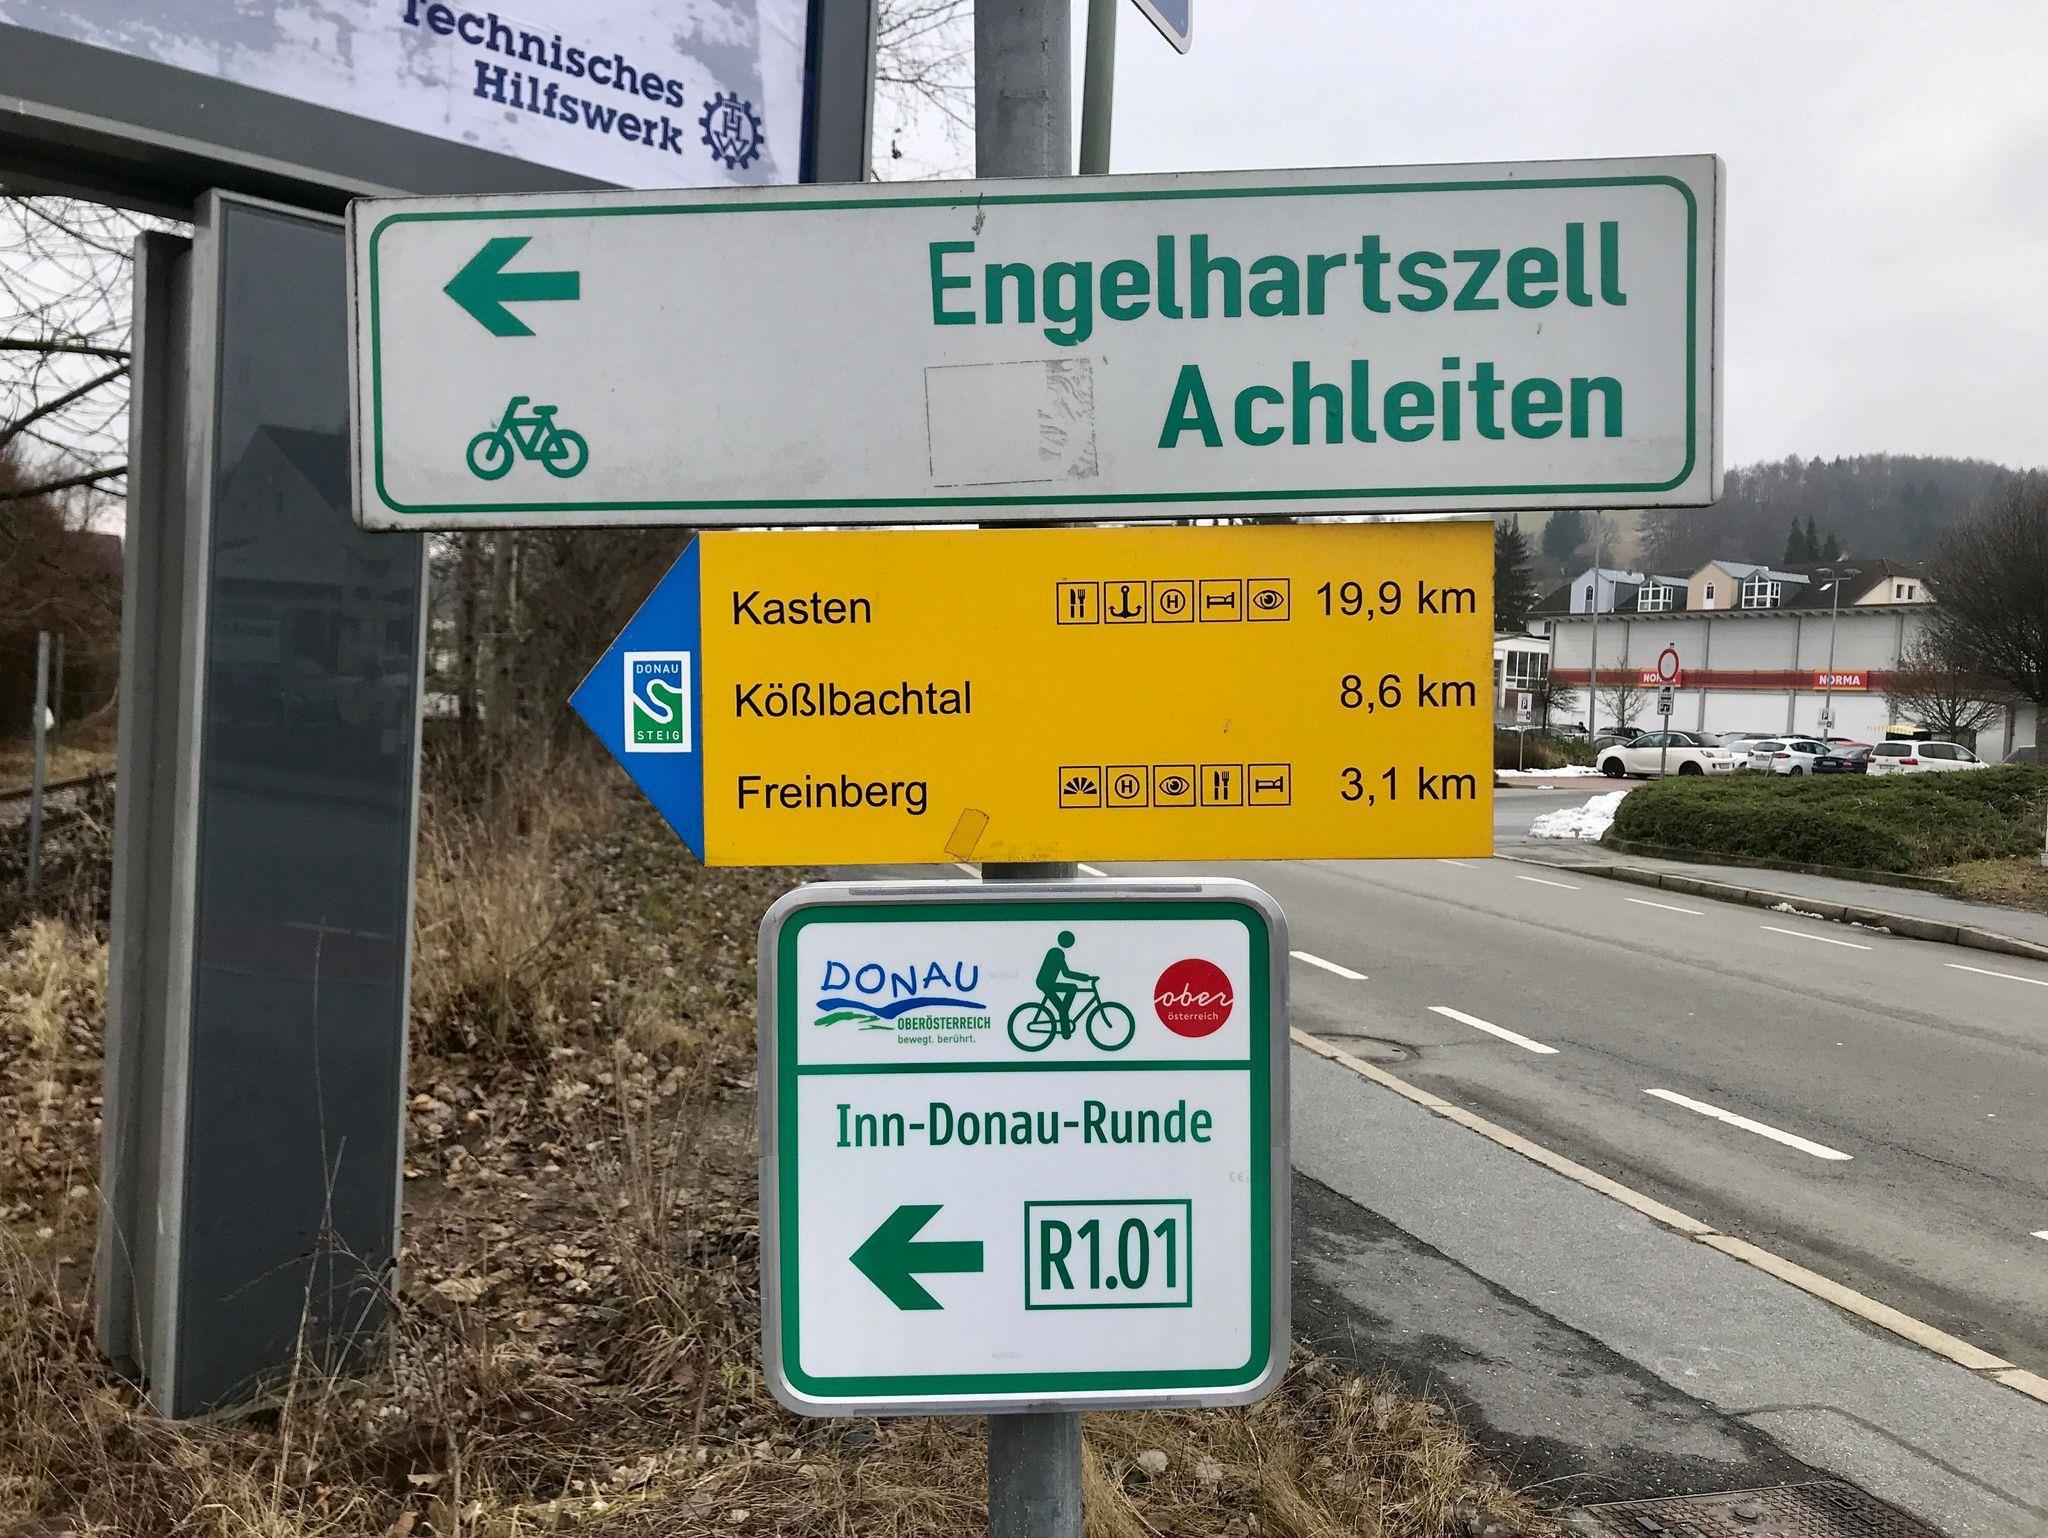 Technisches
Hilfswerk
THW
Engelhartszell
Achleiten
Kasten H 19,9 km
Kößlbachtal 8,6 km
Freinberg H 3,1 km
DONAU
STEIG
NORMA
DONAU
OBERÖSTERREICH
bewegt. berührt.
ober
österreich
Inn-Donau-Runde
R1.01